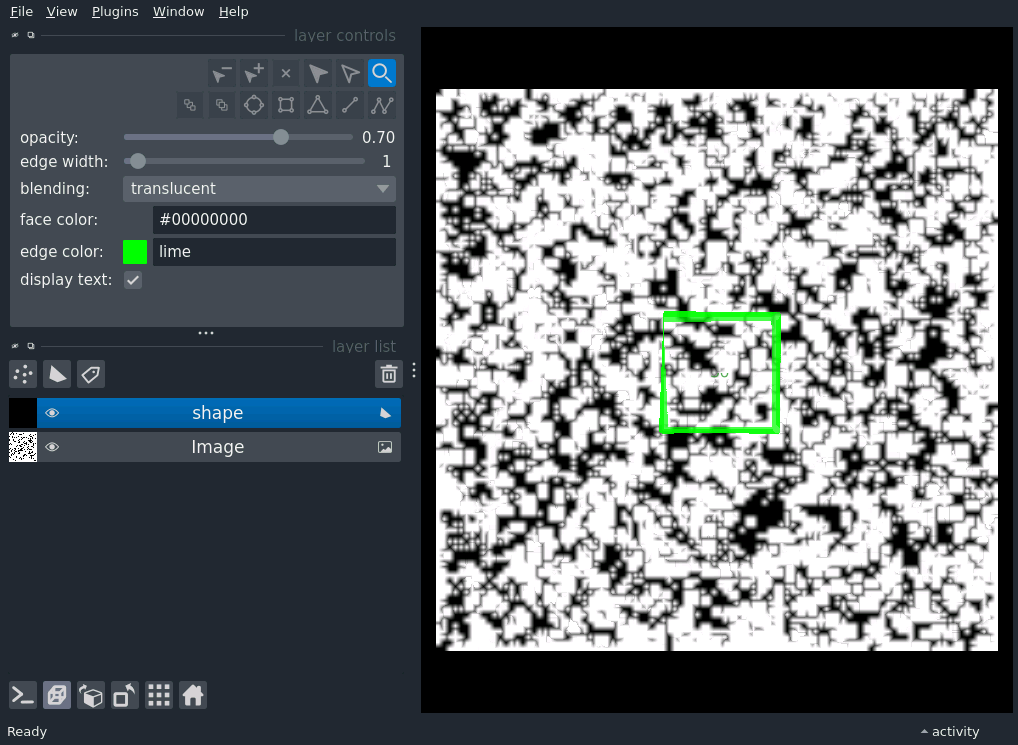 File View Plugins Window Help
layer controls
opacity: 0.70
edge width: 1
blending: translucent
face color: #00000000
edge color: lime
display text:
layer list
shape
Image
Ready
activity